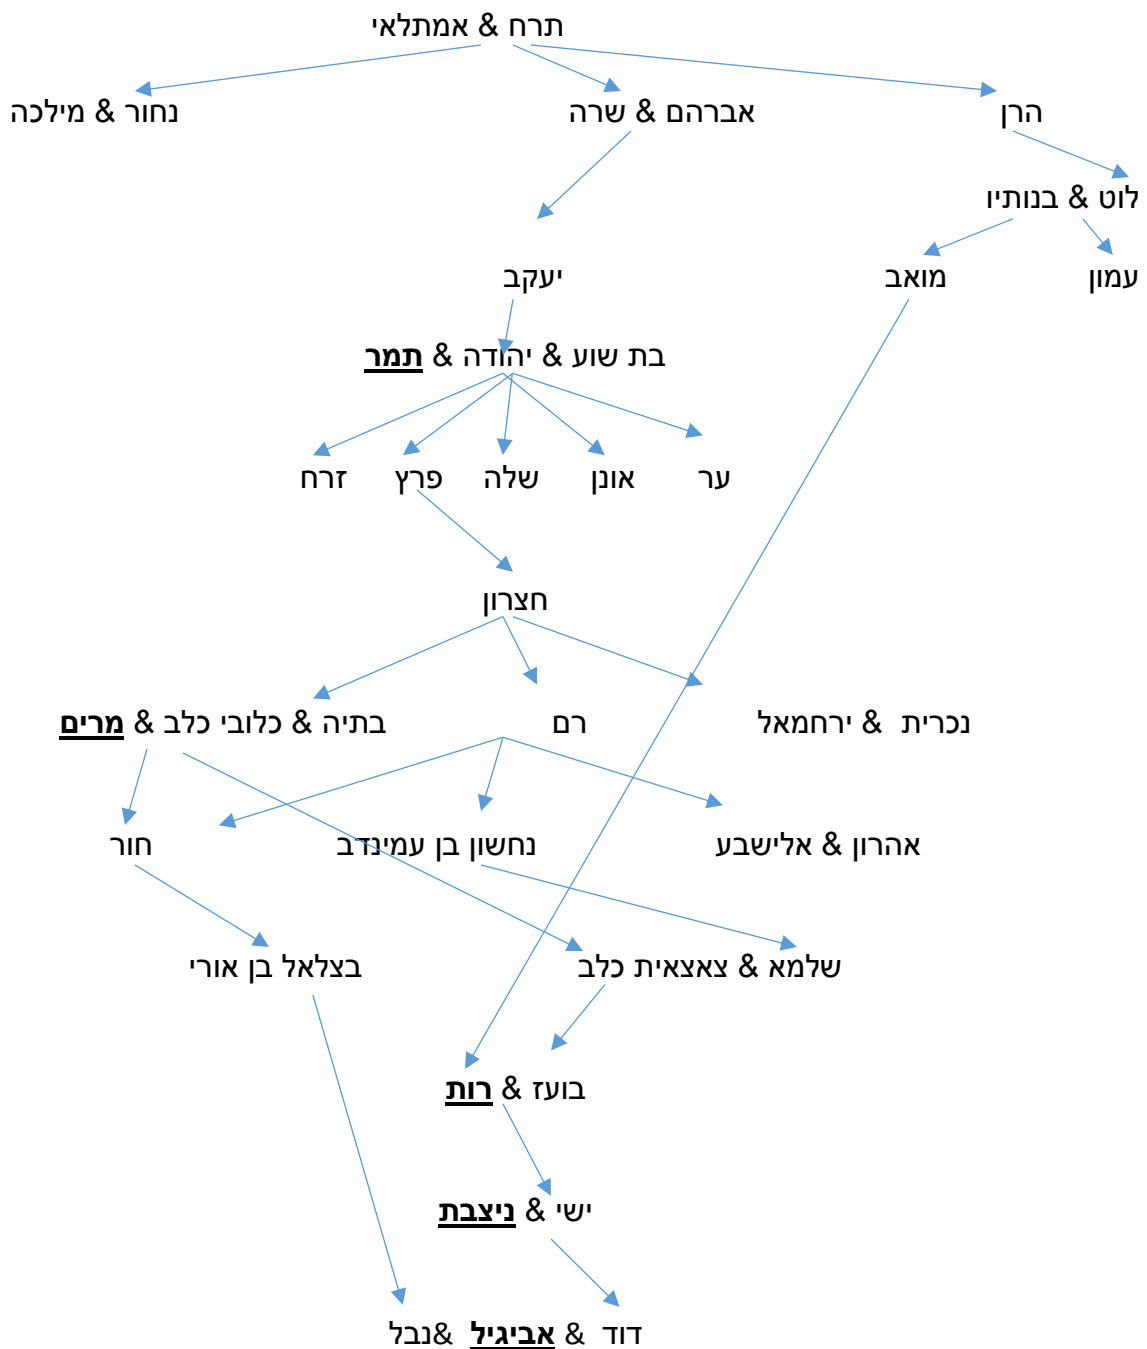 תרח & אמתלאי
הרן אברהם & שרה נחור & מילכה
לוט & בנותיו
עמון מואב יעקב
בת שוע & יהודה & תמר
ער אונן שלה פרץ זרח
חצרון
נכרית & ירחמאל רם בתיה & כלובי כלב & מרים
אהרון & אלישבע נחשון בן עמינדב חור
שלמא & צאצאית כלב בצלאל בן אורי
בועז & רות
ישי & ניצבת
דוד & אביגיל &נבל